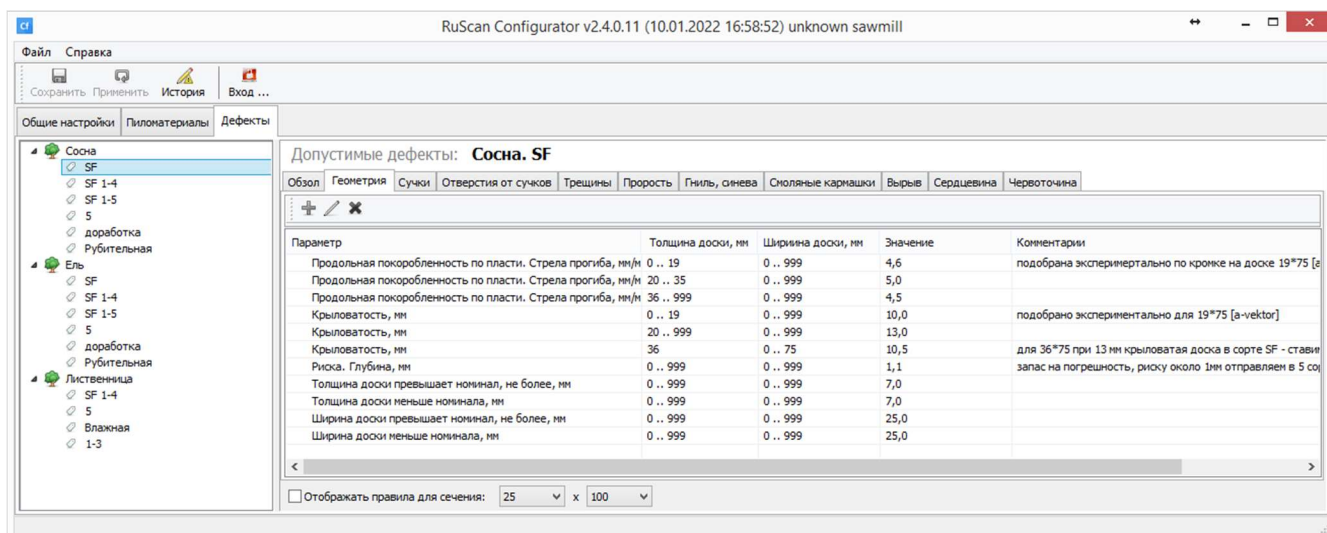 Cf RuScan Configurator v2.4.0.11 (10.01.2022 16:58:52) unknown sawmill
Файл Справка
Сохранить Применить История Вход ...
Общие настройки Пиломатериалы Дефекты
Сосна
SF
SF 1-4
SF 1-5
5
доработка
Рубительная
Ель
SF
SF 1-4
SF 1-5
5
доработка
Рубительная
Лиственница
SF 1-4
5
Влажная
1-3
Допустимые дефекты: Сосна. SF
Обзол Геометрия Сучки Отверстия от сучков Трещины Прорость Гниль, синева Смоляные кармашки Вырыв Сердцевина Червоточина
Параметр Толщина доски, мм Шириина доски, мм Значение Комментарии
Продольная покоробленность по пласти. Стрела прогиба, мм/м 0 .. 19 0 .. 999 4,6 подобрана экспериментально по кромке на доске 19*75 [a
Продольная покоробленность по пласти. Стрела прогиба, мм/м 20 .. 35 0 .. 999 5,0
Продольная покоробленность по пласти. Стрела прогиба, мм/м 36 .. 999 0 .. 999 4,5
Крыловатость, мм 0 .. 19 0 .. 999 10,0 подобрано экспериментально для 19*75 [a-vektor]
Крыловатость, мм 20 .. 999 0 .. 999 13,0
Крыловатость, мм 36 0 .. 75 10,5 для 36*75 при 13 мм крыловатая доска в сорте SF - ставим
Риска. Глубина, мм 0 .. 999 0 .. 999 1,1 запас на погрешность, риску около 1мм отправляем в 5 сор
Толщина доски превышает номинал, не более, мм 0 .. 999 0 .. 999 7,0
Толщина доски меньше номинала, мм 0 .. 999 0 .. 999 7,0
Ширина доски превышает номинал, не более, мм 0 .. 999 0 .. 999 25,0
Ширина доски меньше номинала, мм 0 .. 999 0 .. 999 25,0
Отображать правила для сечения: 25 x 100